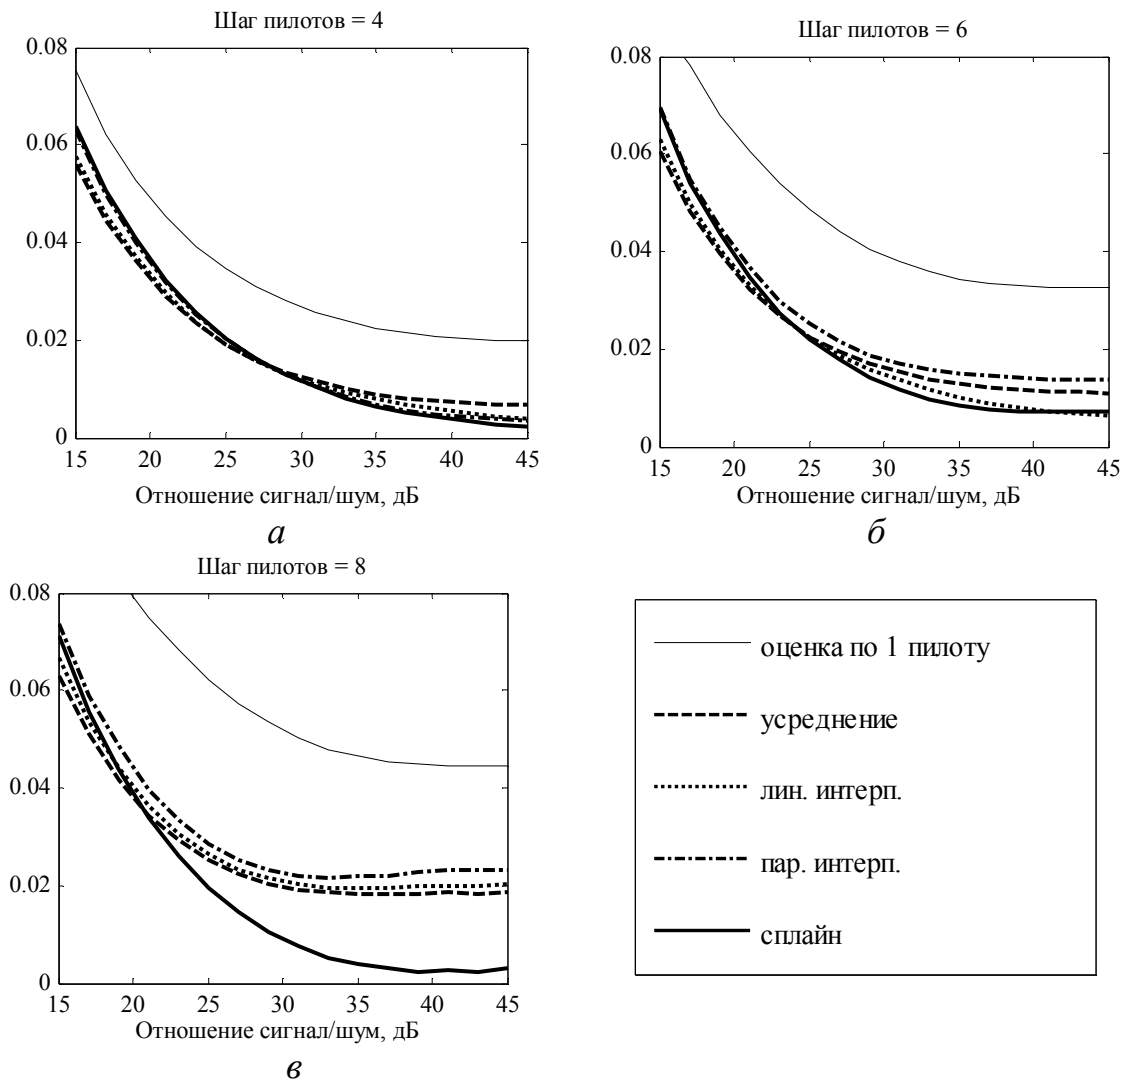 Шаг пилотов = 4
0.08
0.06
0.04
0.02
0
15 20 25 30 35 40 45
Отношение сигнал/шум, дБ
а
Шаг пилотов = 6
0.08
0.06
0.04
0.02
0
15 20 25 30 35 40 45
Отношение сигнал/шум, дБ
б
Шаг пилотов = 8
0.08
0.06
0.04
0.02
0
15 20 25 30 35 40 45
Отношение сигнал/шум, дБ
в
оценка по 1 пилоту
усреднение
лин. интерп.
пар. интерп.
сплайн